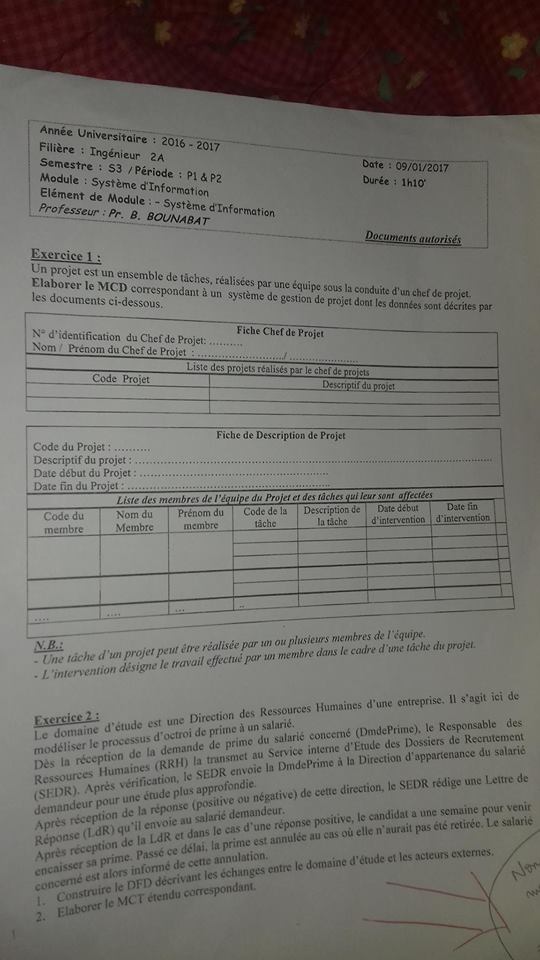 Année Universitaire : 2016 - 2017
Filière : Ingénieur 2A
Semestre : S3 / Période : P1 & P2
Module : Système d'Information
Elément de Module : - Système d'Information
Professeur : Pr. B. BOUNABAT
Date : 09/01/2017
Durée : 1h10'
Documents autorisés
Exercice 1 :
Un projet est un ensemble de tâches, réalisées par une équipe sous la conduite d'un chef de projet.
Elaborer le MCD correspondant à un système de gestion de projet dont les données sont décrites par
les documents ci-dessous.
Fiche Chef de Projet
N° d'identification du Chef de Projet: ..........
Nom / Prénom du Chef de Projet : ........................../ .....................
Liste des projets réalisés par le chef de projets
Code Projet Descriptif du projet
Fiche de Description de Projet
Code du Projet : ..........
Descriptif du projet : ................................................................................
Date début du Projet : .......................................................
Date fin du Projet : ...........................................................
Liste des membres de l'équipe du Projet et des tâches qui leur sont affectées
Code du membre Nom du Membre Prénom du membre Code de la tâche Description de la tâche Date début d'intervention Date fin d'intervention
.... .... ... ..
N.B.:
- Une tâche d'un projet peut être réalisée par un ou plusieurs membres de l'équipe.
- L'intervention désigne le travail effectué par un membre dans le cadre d'une tâche du projet.
Exercice 2 :
Le domaine d'étude est une Direction des Ressources Humaines d'une entreprise. Il s'agit ici de
modéliser le processus d'octroi de prime à un salarié.
Dès la réception de la demande de prime du salarié concerné (DmdePrime), le Responsable des
Ressources Humaines (RRH) la transmet au Service interne d'Etude des Dossiers de Recrutement
(SEDR). Après vérification, le SEDR envoie la DmdePrime à la Direction d'appartenance du salarié
demandeur pour une étude plus approfondie.
Après réception de la réponse (positive ou négative) de cette direction, le SEDR rédige une Lettre de
Réponse (LdR) qu'il envoie au salarié demandeur.
Après réception de la LdR et dans le cas d'une réponse positive, le candidat a une semaine pour venir
encaisser sa prime. Passé ce délai, la prime est annulée au cas où elle n'aurait pas été retirée. Le salarié
concerné est alors informé de cette annulation.
1. Construire le DFD décrivant les échanges entre le domaine d'étude et les acteurs externes.
2. Elaborer le MCT étendu correspondant.
Non